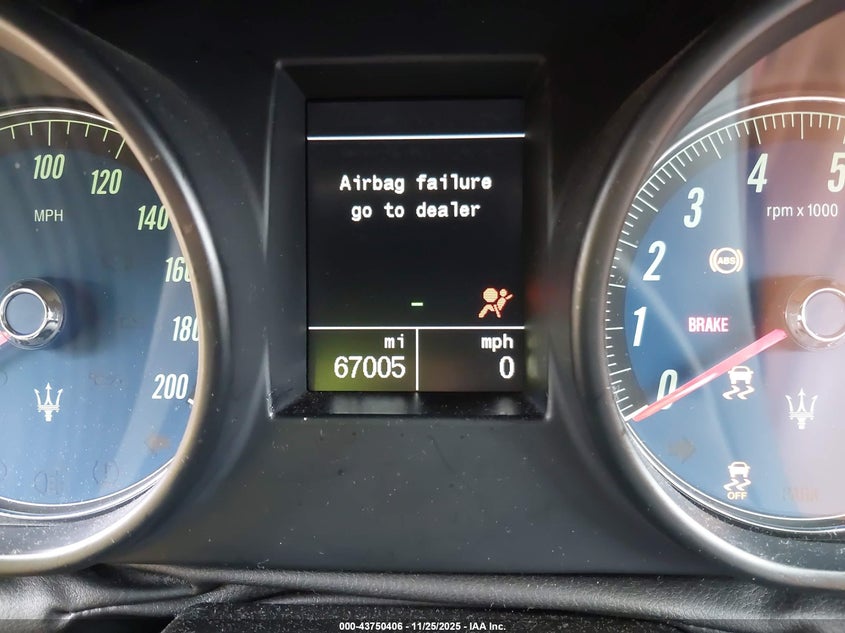 100
120
MPH
140
160
180
200
Airbag failure
go to dealer
-
mi
67005
mph
0
5
4
rpm x 1000
3
ABS
2
1
BRAKE
0
OFF
PARK
000-43750406 - 11/25/2025 - IAA Inc.